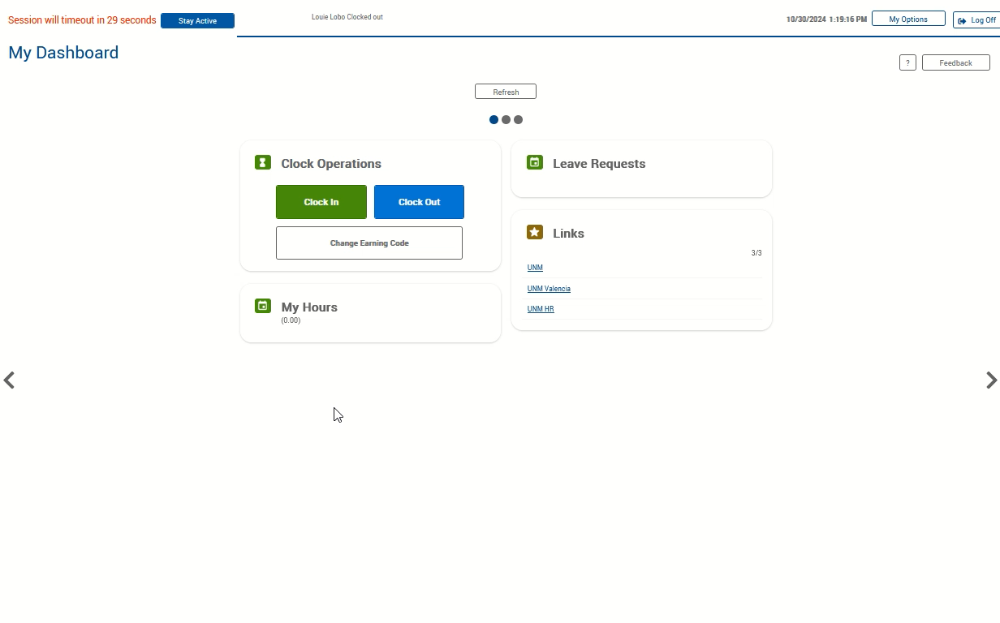 Session will timeout in 29 seconds
Stay Active
Louie Lobo Clocked out
10/30/2024 1:19:16 PM
My Options
Log Off
My Dashboard
?
Feedback
Refresh
Clock Operations
Clock In
Clock Out
Change Earning Code
My Hours
(0.00)
Leave Requests
Links
3/3
UNM
UNM Valencia
UNM HR